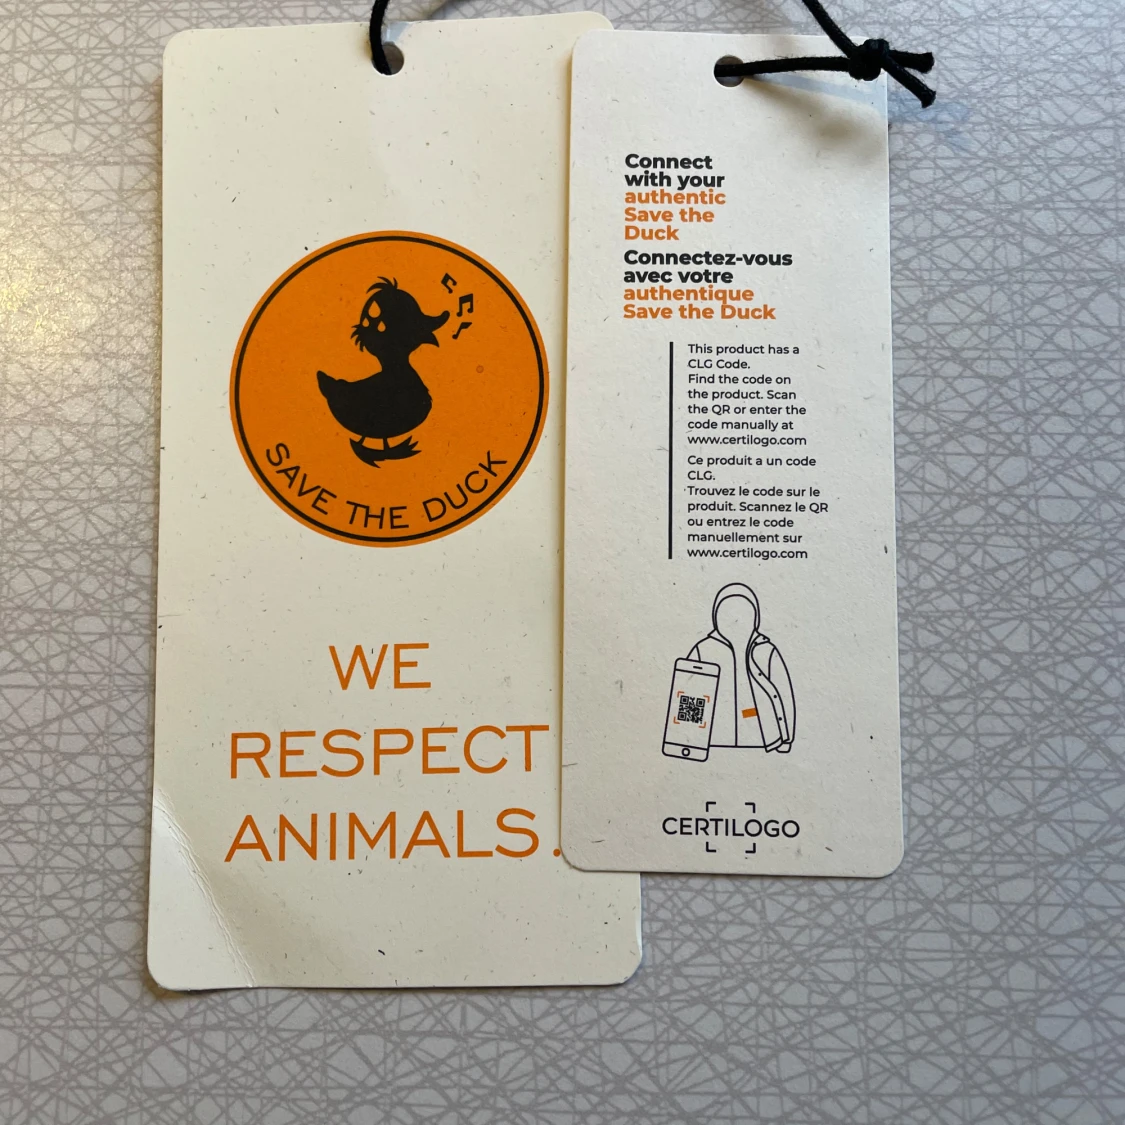 SAVE THE DUCK
WE
RESPECT
ANIMALS.
Connect
with your
authentic
Save the
Duck
Connectez-vous
avec votre
authentique
Save the Duck
This product has a
CLG Code.
Find the code on
the product. Scan
the QR or enter the
code manually at
www.certilogo.com
Ce produit a un code
CLG.
Trouvez le code sur le
produit. Scannez le QR
ou entrez le code
manuellement sur
www.certilogo.com
CERTILOGO